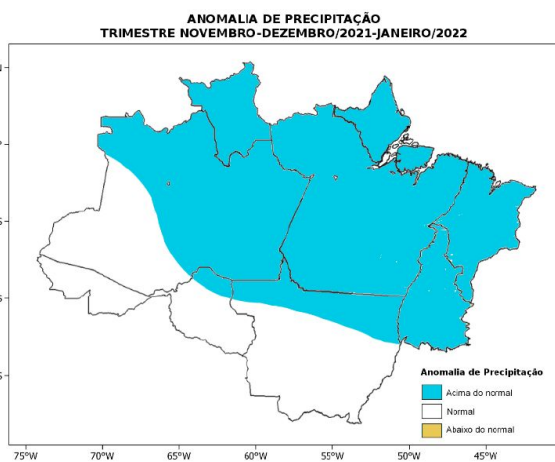 ANOMALIA DE PRECIPITAÇÃO
TRIMESTRE NOVEMBRO-DEZEMBRO/2021-JANEIRO/2022
N
S
S
S
Anomalia de Precipitação
Acima do normal
Normal
Abaixo do normal
75°W 70°W 65°W 60°W 55°W 50°W 45°W